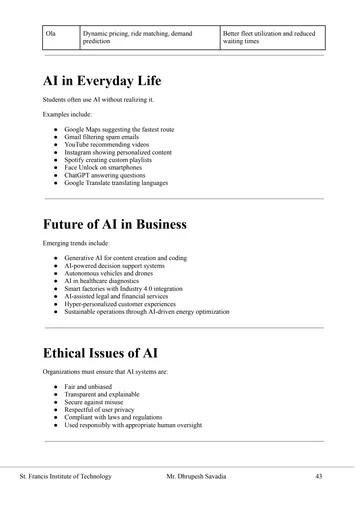 Ola
Dynamic pricing, ride matching, demand
prediction
Better fleet utilization and reduced
waiting times
AI in Everyday Life
Students often use AI without realizing it.
Examples include:
● Google Maps suggesting the fastest route
● Gmail filtering spam emails
● YouTube recommending videos
● Instagram showing personalized content
● Spotify creating custom playlists
● Face Unlock on smartphones
● ChatGPT answering questions
● Google Translate translating languages
Future of AI in Business
Emerging trends include:
● Generative AI for content creation and coding
● AI-powered decision support systems
● Autonomous vehicles and drones
● AI in healthcare diagnostics
● Smart factories with Industry 4.0 integration
● AI-assisted legal and financial services
● Hyper-personalized customer experiences
● Sustainable operations through AI-driven energy optimization
Ethical Issues of AI
Organizations must ensure that AI systems are:
● Fair and unbiased
● Transparent and explainable
● Secure against misuse
● Respectful of user privacy
● Compliant with laws and regulations
● Used responsibly with appropriate human oversight
St. Francis Institute of Technology Mr. Dhrupesh Savadia 43